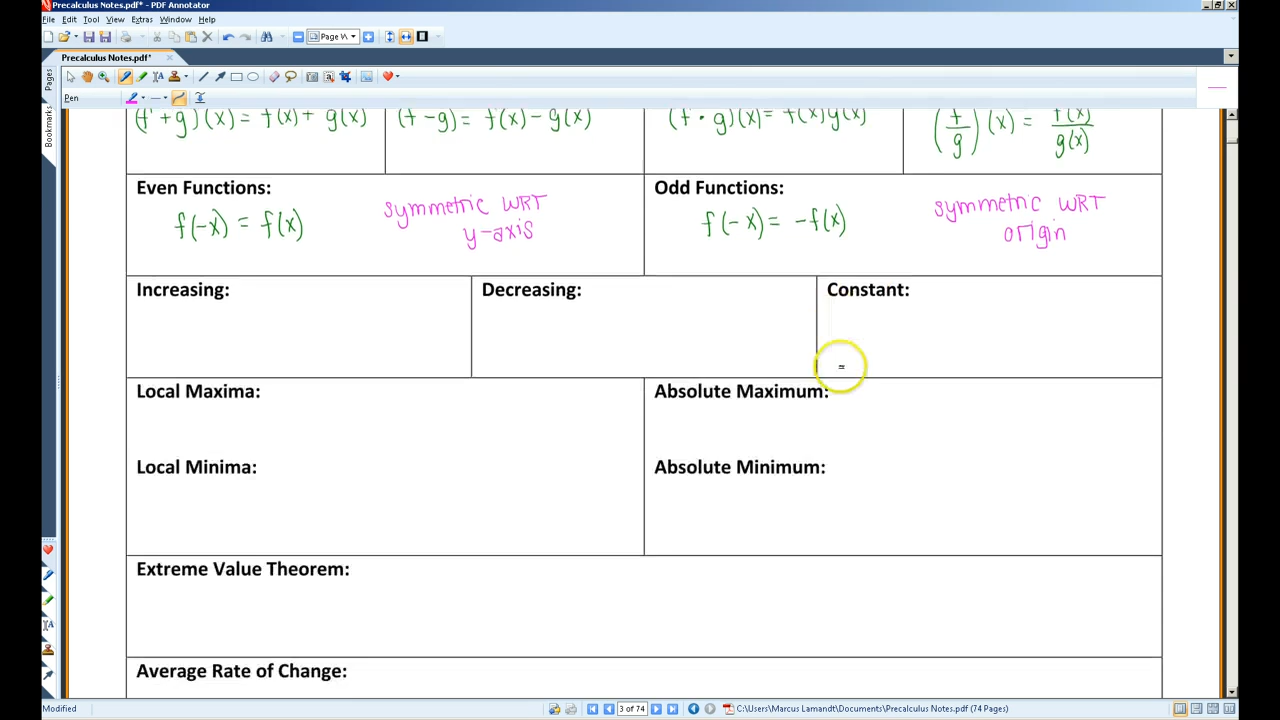 Precalculus Notes.pdf* - PDF Annotator
File Edit Tool View Extras Window Help
Page W
Precalculus Notes.pdf*
Pages
Bookmarks
Pen
(f + g)(x) = f(x) + g(x)
(f - g) = f(x) - g(x)
(f • g)(x) = f(x)g(x)
(f/g)(x) = f(x)/g(x)
Even Functions:
f(-x) = f(x)
symmetric WRT
y-axis
Odd Functions:
f(-x) = -f(x)
symmetric WRT
origin
Increasing:
Decreasing:
Constant:
Local Maxima:
Absolute Maximum:
Local Minima:
Absolute Minimum:
Extreme Value Theorem:
Average Rate of Change:
Modified
3 of 74
C:\Users\Marcus Lamandt\Documents\Precalculus Notes.pdf (74 Pages)